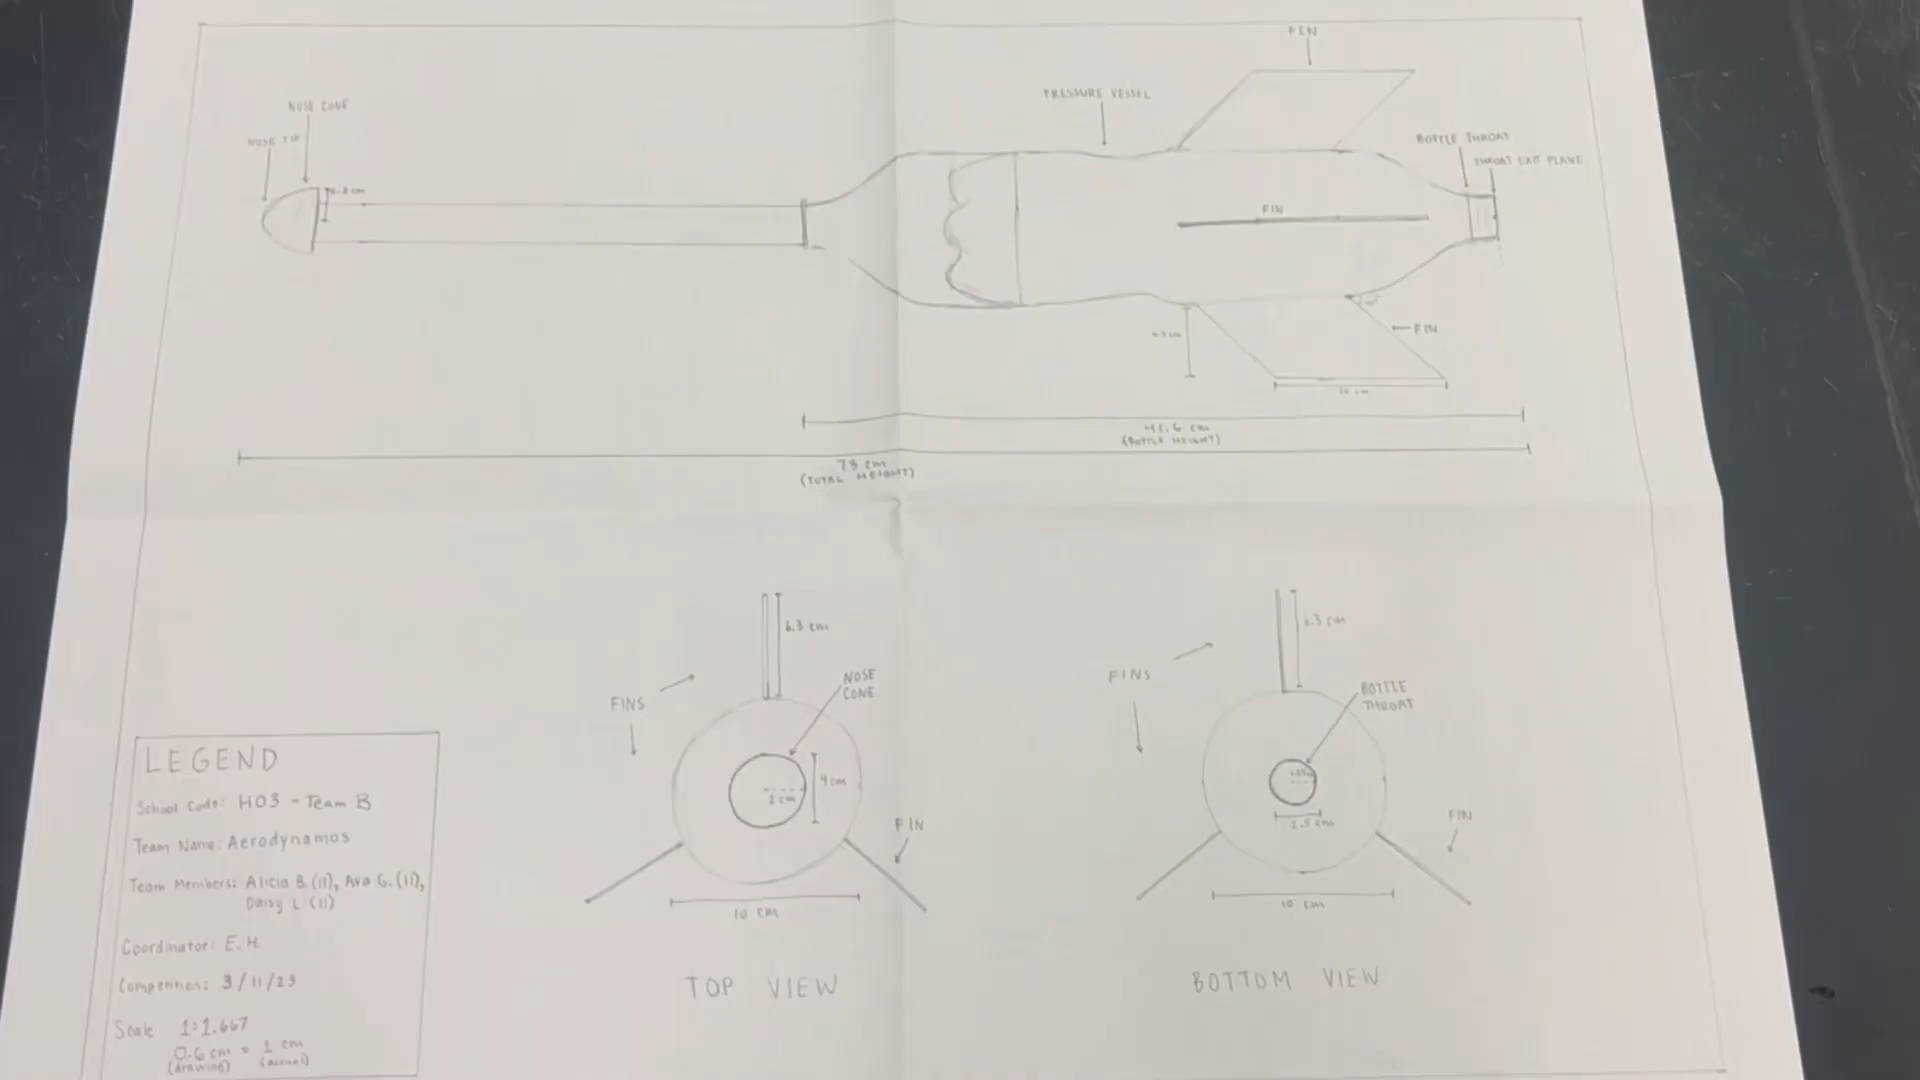 FIN
PRESSURE VESSEL
NOSE CONE
NOSE TIP
BOTTLE THROAT
THROAT EXIT PLANE
FIN
FIN
10 cm
41.6 cm
(BOTTLE HEIGHT)
73 cm
(TOTAL HEIGHT)
6.3 cm
FINS
NOSE
CONE
4 cm
2 cm
FIN
10 cm
TOP VIEW
6.3 cm
FINS
BOTTLE
THROAT
2.5 cm
FIN
10 cm
BOTTOM VIEW
LEGEND
School Code: H03 - Team B
Team Name: Aerodynamos
Team Members: Alicia B. (11), Ava G. (11),
Daisy L (11)
Coordinator: E. H.
Competition: 3/11/23
Scale 1:1.667
0.6 cm = 1 cm
(drawing) (actual)